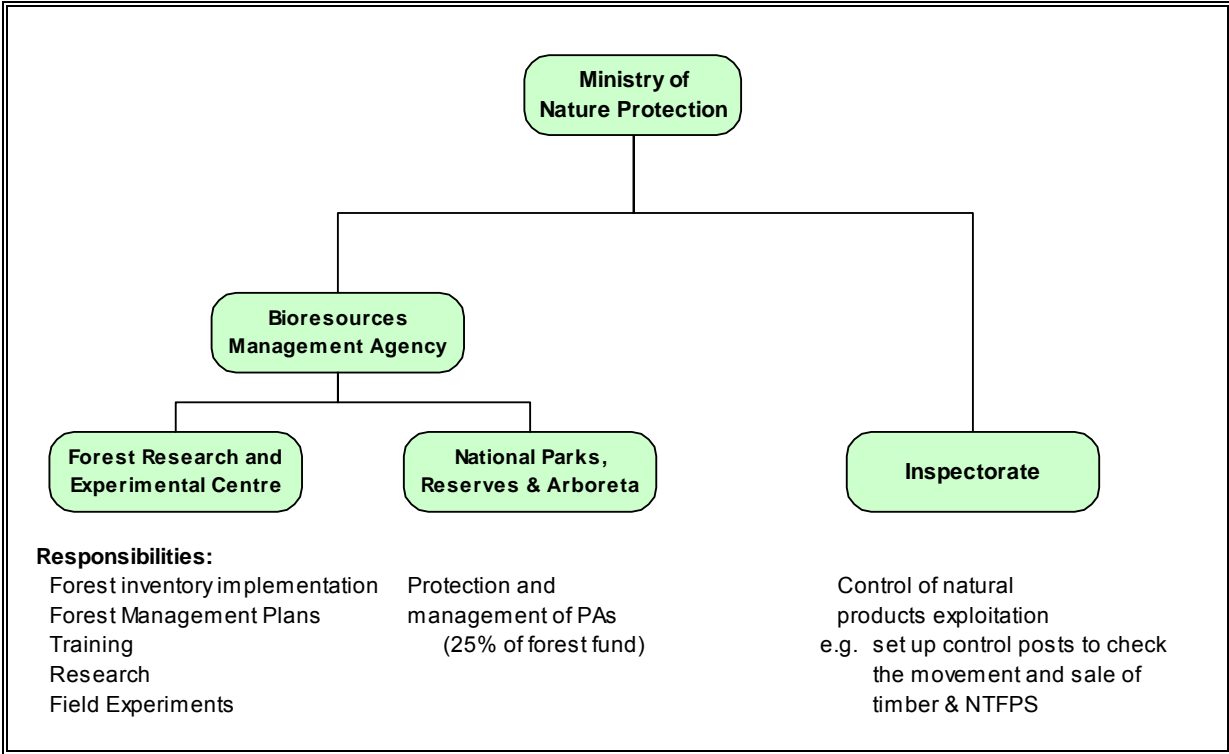 Ministry of
Nature Protection
Bioresources
Management Agency
Forest Research and
Experimental Centre
National Parks,
Reserves & Arboreta
Inspectorate
Responsibilities:
Forest inventory implementation
Forest Management Plans
Training
Research
Field Experiments
Protection and
management of PAs
(25% of forest fund)
Control of natural
products exploitation
e.g. set up control posts to check
the movement and sale of
timber & NTFPS